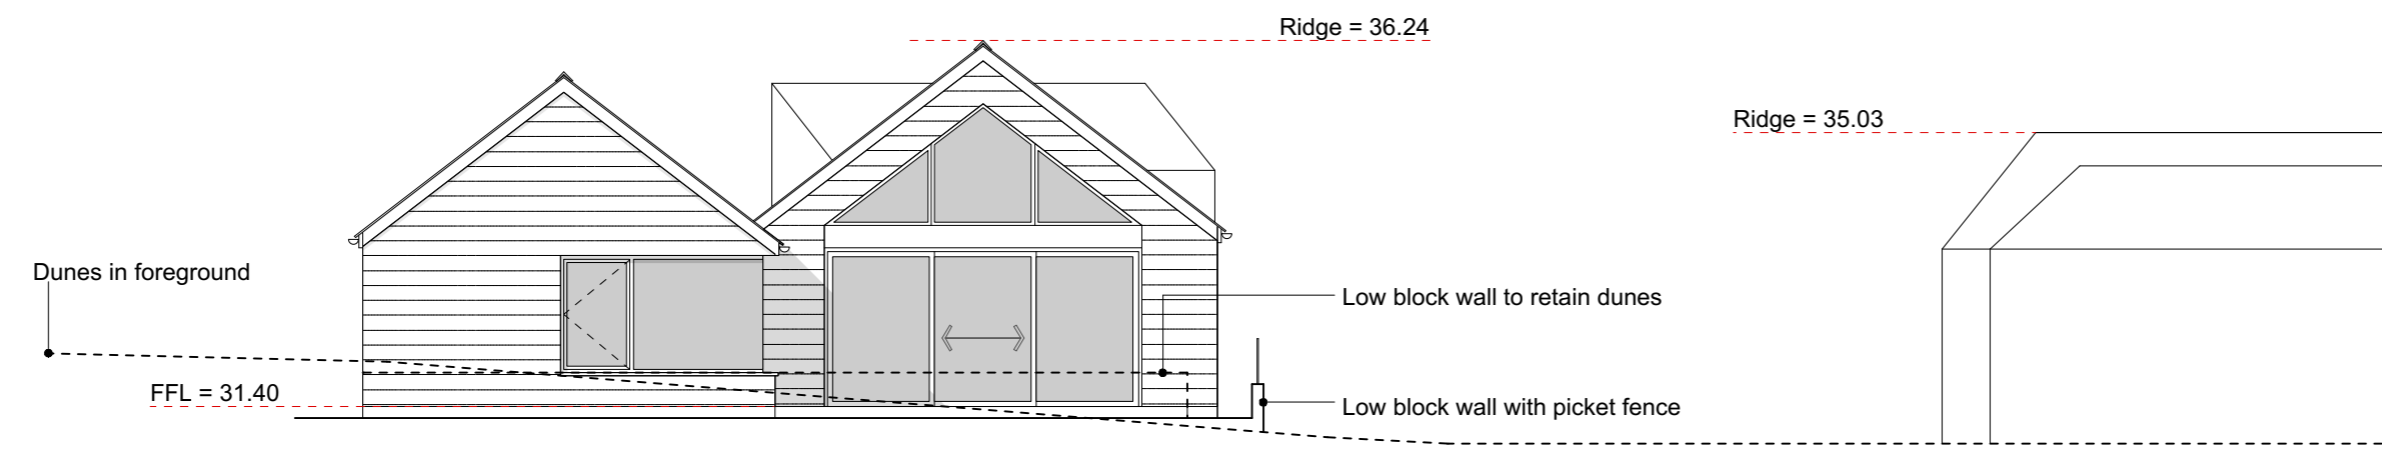 Ridge = 36.24
Ridge = 35.03
Dunes in foreground
Low block wall to retain dunes
FFL = 31.40
Low block wall with picket fence